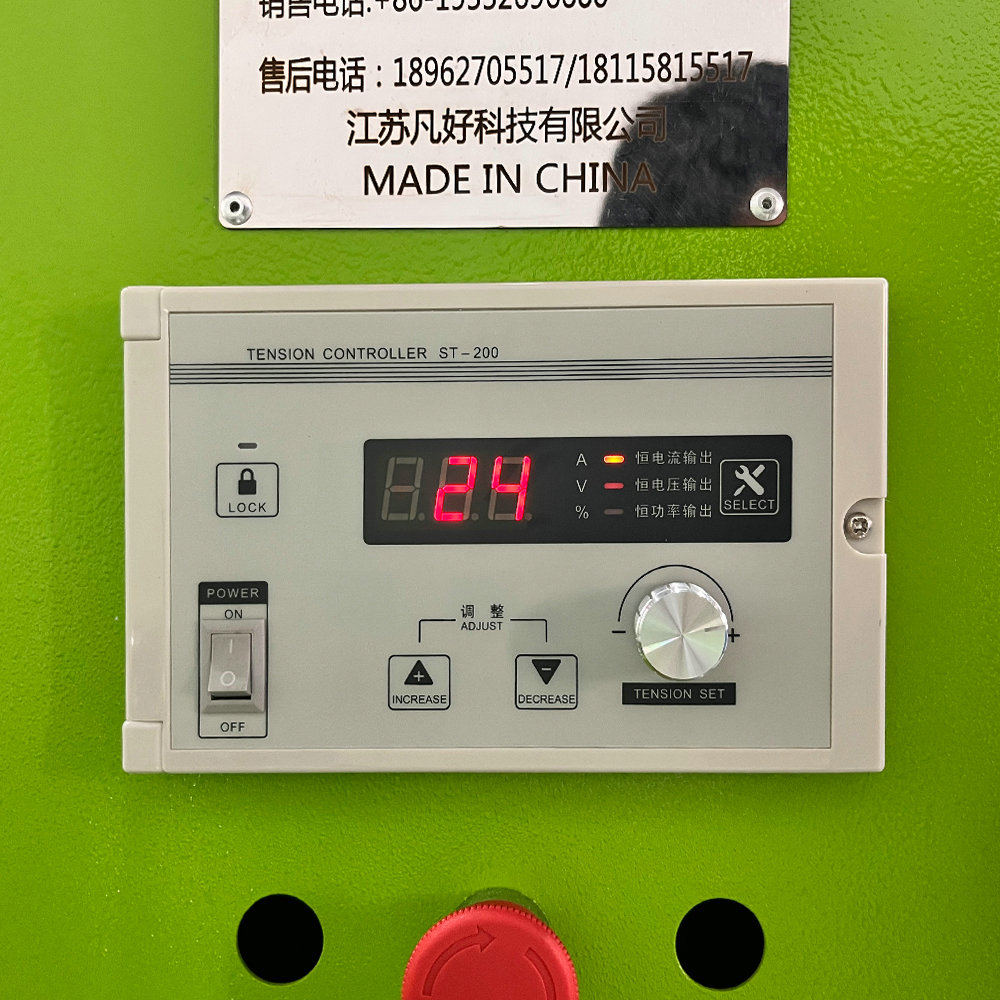 售后电话：18962705517/18115815517
江苏凡好科技有限公司
MADE IN CHINA
TENSION CONTROLLER ST-200
LOCK
24
A 恒电流输出
V 恒电压输出
% 恒功率输出
SELECT
POWER
ON
I
O
OFF
调 整
ADJUST
+
INCREASE
−
DECREASE
− +
TENSION SET